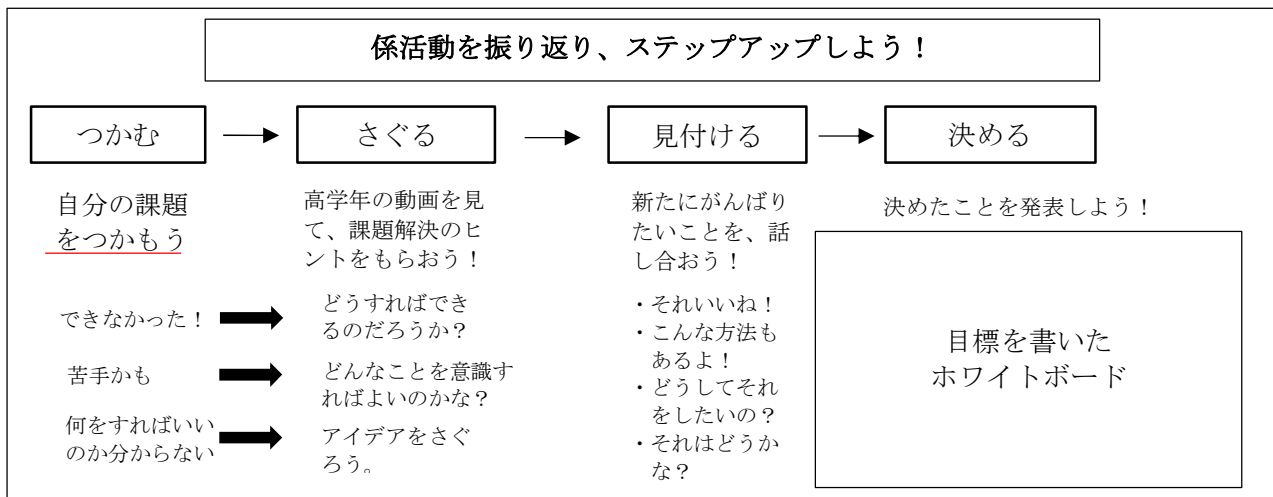 係活動を振り返り、ステップアップしよう！
つかむ
さぐる
見付ける
決める
自分の課題
をつかもう
高学年の動画を見
て、課題解決のヒ
ントをもらおう！
新たにがんばり
たいことを、話
し合おう！
決めたことを発表しよう！
できなかった！
どうすればでき
るのだろうか？
苦手かも
どんなことを意識す
ればよいのかな？
何をすればいい
のか分からない
アイデアをさぐ
ろう。
・それいいね！
・こんな方法も
あるよ！
・どうしてそれ
をしたいの？
・それはどうか
な？
目標を書いた
ホワイトボード